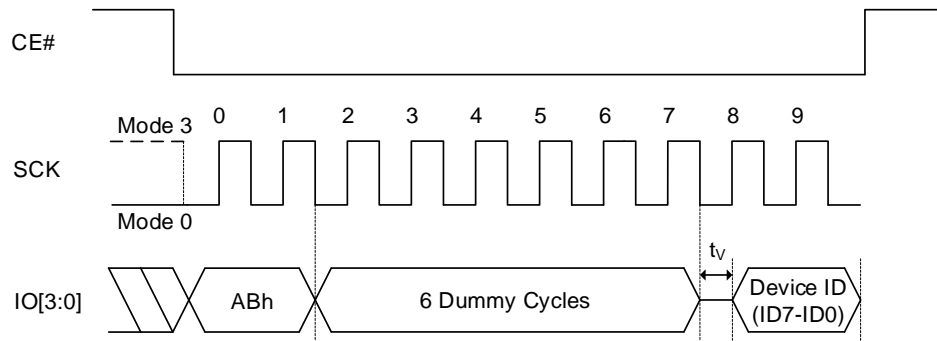 CE#
0 1 2 3 4 5 6 7 8 9
Mode 3
SCK
Mode 0
tV
IO[3:0]
ABh
6 Dummy Cycles
Device ID
(ID7-ID0)